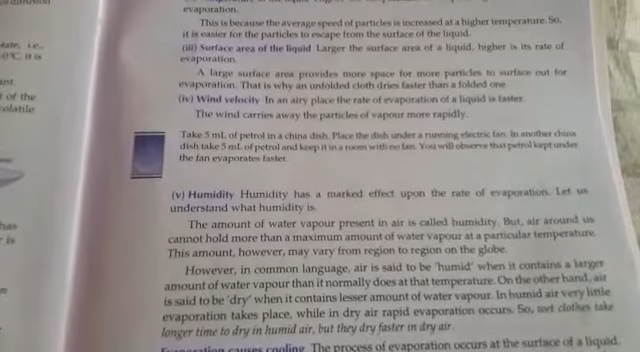 evaporation.
This is because the average speed of particles is increased at a higher temperature. So,
it is easier for the particles to escape from the surface of the liquid.
(iii) Surface area of the liquid Larger the surface area of a liquid, higher is its rate of
evaporation.
A large surface area provides more space for more particles to surface out for
evaporation. That is why an unfolded cloth dries faster than a folded one.
(iv) Wind velocity In an airy place the rate of evaporation of a liquid is faster.
The wind carries away the particles of vapour more rapidly.
Take 5 mL of petrol in a china dish. Place the dish under a running electric fan. In another china
dish take 5 mL of petrol and keep it in a room with no fan. You will observe that petrol kept under
the fan evaporates faster.
(v) Humidity Humidity has a marked effect upon the rate of evaporation. Let us
understand what humidity is.
The amount of water vapour present in air is called humidity. But, air around us
cannot hold more than a maximum amount of water vapour at a particular temperature.
This amount, however, may vary from region to region on the globe.
However, in common language, air is said to be 'humid' when it contains a larger
amount of water vapour than it normally does at that temperature. On the other hand, air
is said to be 'dry' when it contains lesser amount of water vapour. In humid air very little
evaporation takes place, while in dry air rapid evaporation occurs. So, wet clothes take
longer time to dry in humid air, but they dry faster in dry air.
Evaporation causes cooling The process of evaporation occurs at the surface of a liquid.